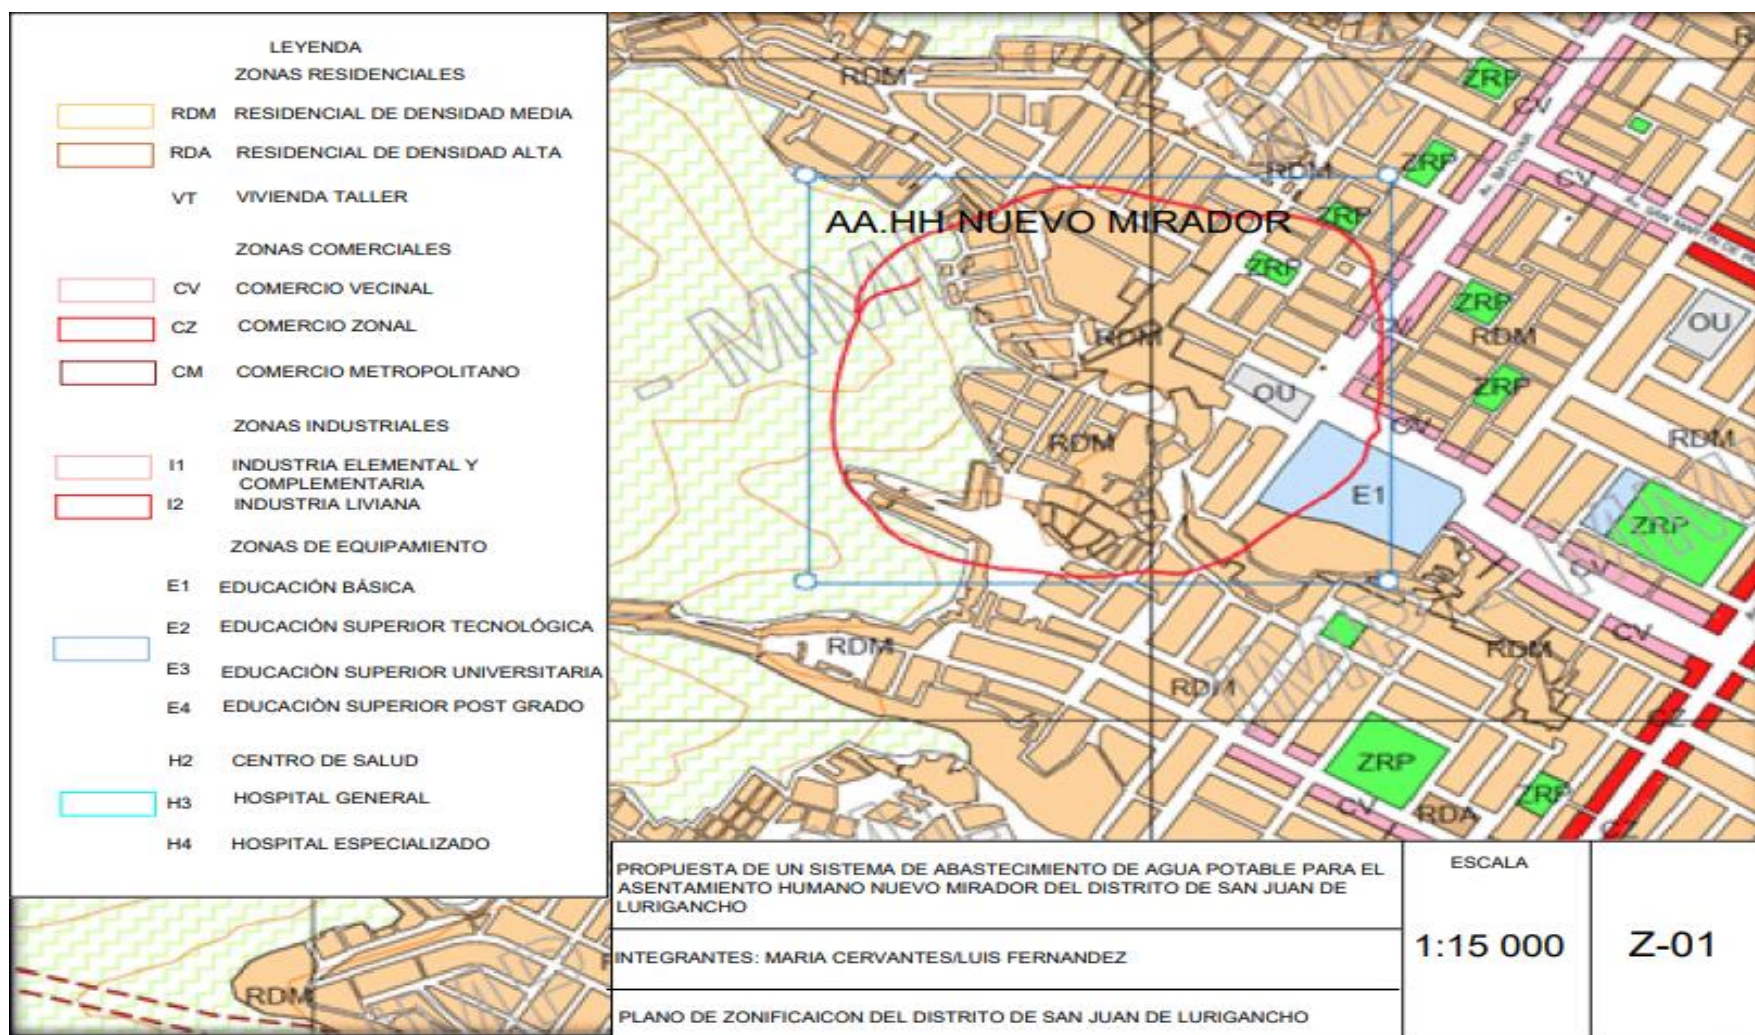 LEYENDA
ZONAS RESIDENCIALES
RDM RESIDENCIAL DE DENSIDAD MEDIA
RDA RESIDENCIAL DE DENSIDAD ALTA
VT VIVIENDA TALLER
ZONAS COMERCIALES
CV COMERCIO VECINAL
CZ COMERCIO ZONAL
CM COMERCIO METROPOLITANO
ZONAS INDUSTRIALES
I1 INDUSTRIA ELEMENTAL Y
COMPLEMENTARIA
I2 INDUSTRIA LIVIANA
ZONAS DE EQUIPAMIENTO
E1 EDUCACIÓN BÁSICA
E2 EDUCACIÓN SUPERIOR TECNOLÓGICA
E3 EDUCACIÒN SUPERIOR UNIVERSITARIA
E4 EDUCACIÒN SUPERIOR POST GRADO
H2 CENTRO DE SALUD
H3 HOSPITAL GENERAL
H4 HOSPITAL ESPECIALIZADO
RDM
ZRP
CV
ZRP
RDM
CV
AA.HH NUEVO MIRADOR
ZRP
ZRP
ZRP
OU
RDM
CV
RDM
ZRP
OU
CV
RDM
RDM
E1
ZRP
CV
CV
RDM
RDM
RDM
CZ
ZRP
ZRP
CV
RDA
CZ
RDM
PROPUESTA DE UN SISTEMA DE ABASTECIMIENTO DE AGUA POTABLE PARA EL
ASENTAMIENTO HUMANO NUEVO MIRADOR DEL DISTRITO DE SAN JUAN DE
LURIGANCHO
INTEGRANTES: MARIA CERVANTES/LUIS FERNANDEZ
PLANO DE ZONIFICAICON DEL DISTRITO DE SAN JUAN DE LURIGANCHO
ESCALA
1:15 000
Z-01